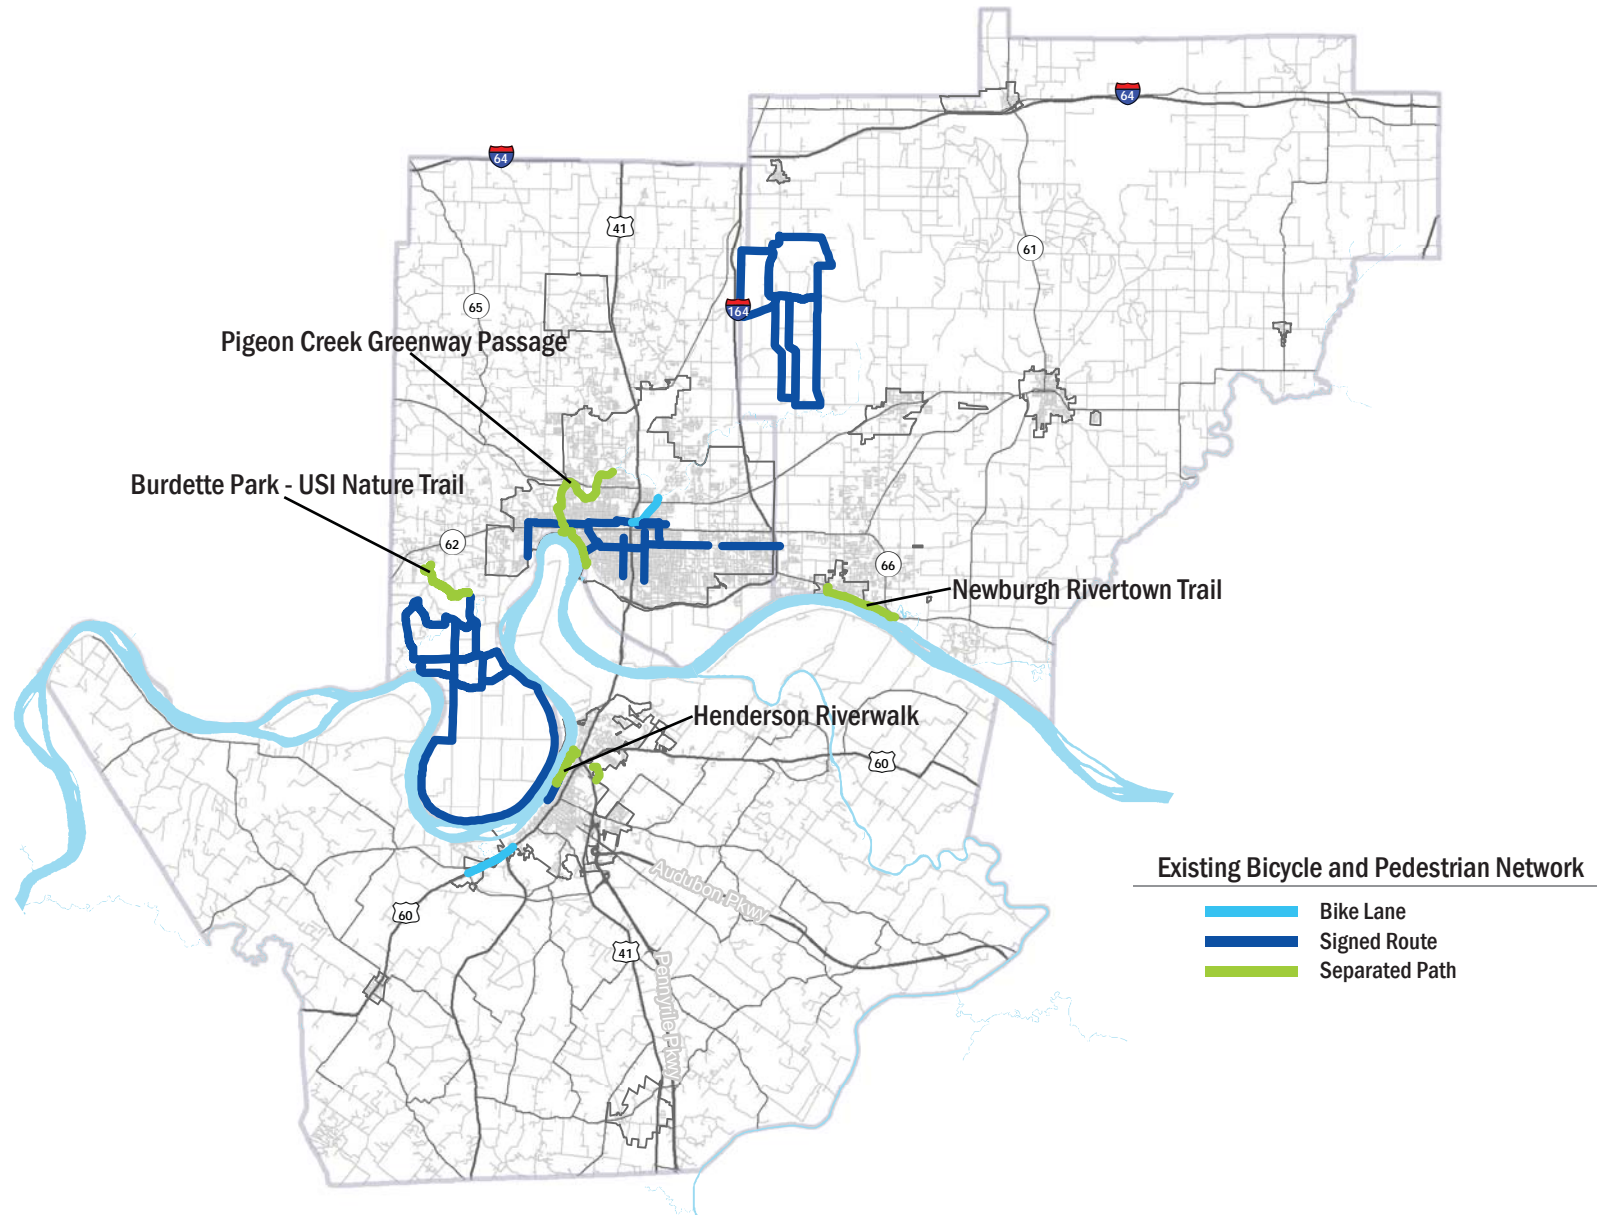 64
64
41
61
164
65
Pigeon Creek Greenway Passage
Burdette Park - USI Nature Trail
62
66
Newburgh Rivertown Trail
Henderson Riverwalk
60
Existing Bicycle and Pedestrian Network
Audubon Pkwy
60
Bike Lane
Signed Route
41
Pennyrile Pkwy
Separated Path